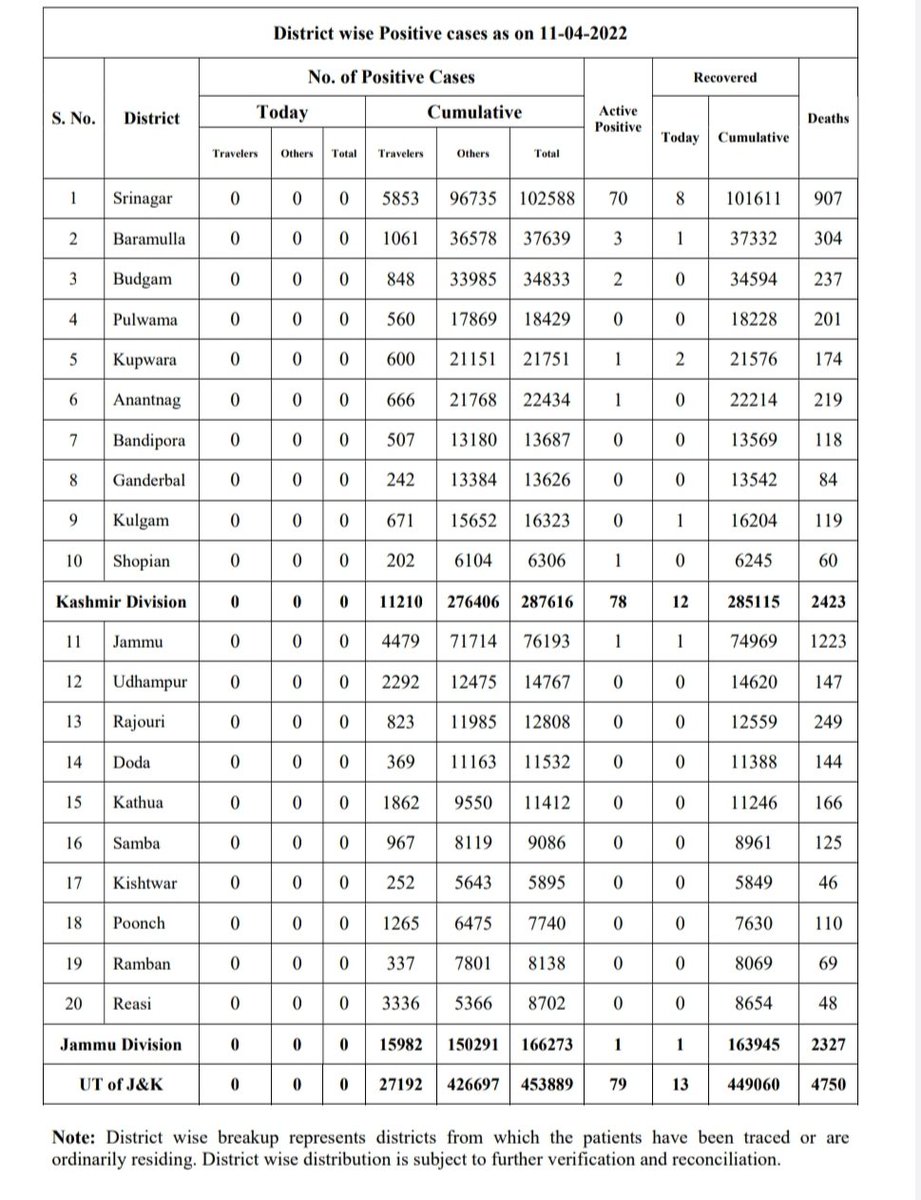 District wise Positive cases as on 11-04-2022
S. No. District No. of Positive Cases Active Positive Recovered Deaths
Today Cumulative Today Cumulative
Travelers Others Total Travelers Others Total
1 Srinagar 0 0 0 5853 96735 102588 70 8 101611 907
2 Baramulla 0 0 0 1061 36578 37639 3 1 37332 304
3 Budgam 0 0 0 848 33985 34833 2 0 34594 237
4 Pulwama 0 0 0 560 17869 18429 0 0 18228 201
5 Kupwara 0 0 0 600 21151 21751 1 2 21576 174
6 Anantnag 0 0 0 666 21768 22434 1 0 22214 219
7 Bandipora 0 0 0 507 13180 13687 0 0 13569 118
8 Ganderbal 0 0 0 242 13384 13626 0 0 13542 84
9 Kulgam 0 0 0 671 15652 16323 0 1 16204 119
10 Shopian 0 0 0 202 6104 6306 1 0 6245 60
Kashmir Division 0 0 0 11210 276406 287616 78 12 285115 2423
11 Jammu 0 0 0 4479 71714 76193 1 1 74969 1223
12 Udhampur 0 0 0 2292 12475 14767 0 0 14620 147
13 Rajouri 0 0 0 823 11985 12808 0 0 12559 249
14 Doda 0 0 0 369 11163 11532 0 0 11388 144
15 Kathua 0 0 0 1862 9550 11412 0 0 11246 166
16 Samba 0 0 0 967 8119 9086 0 0 8961 125
17 Kishtwar 0 0 0 252 5643 5895 0 0 5849 46
18 Poonch 0 0 0 1265 6475 7740 0 0 7630 110
19 Ramban 0 0 0 337 7801 8138 0 0 8069 69
20 Reasi 0 0 0 3336 5366 8702 0 0 8654 48
Jammu Division 0 0 0 15982 150291 166273 1 1 163945 2327
UT of J&K 0 0 0 27192 426697 453889 79 13 449060 4750
Note: District wise breakup represents districts from which the patients have been traced or are
ordinarily residing. District wise distribution is subject to further verification and reconciliation.